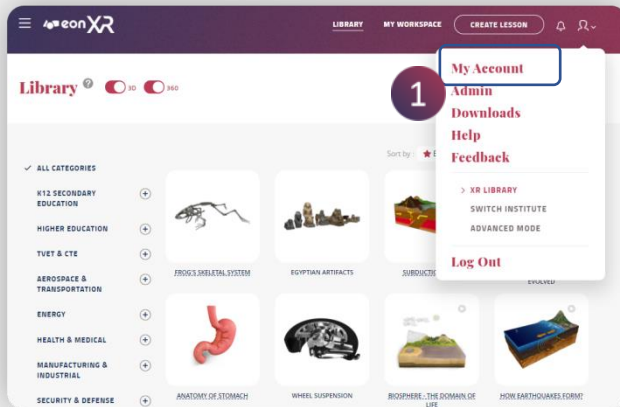 eon XR
LIBRARY
MY WORKSPACE
CREATE LESSON
Library ?
3D
360
1
My Account
Admin
Downloads
Help
Feedback
> XR LIBRARY
SWITCH INSTITUTE
ADVANCED MODE
Log Out
Sort by
ALL CATEGORIES
K12 SECONDARY
EDUCATION
HIGHER EDUCATION
TVET & CTE
AEROSPACE &
TRANSPORTATION
ENERGY
HEALTH & MEDICAL
MANUFACTURING &
INDUSTRIAL
SECURITY & DEFENSE
FROG'S SKELETAL SYSTEM
EGYPTIAN ARTIFACTS
SUBDUCTIO
EVOLVED
ANATOMY OF STOMACH
WHEEL SUSPENSION
BIOSPHERE - THE DOMAIN OF
LIFE
HOW EARTHQUAKES FORM?